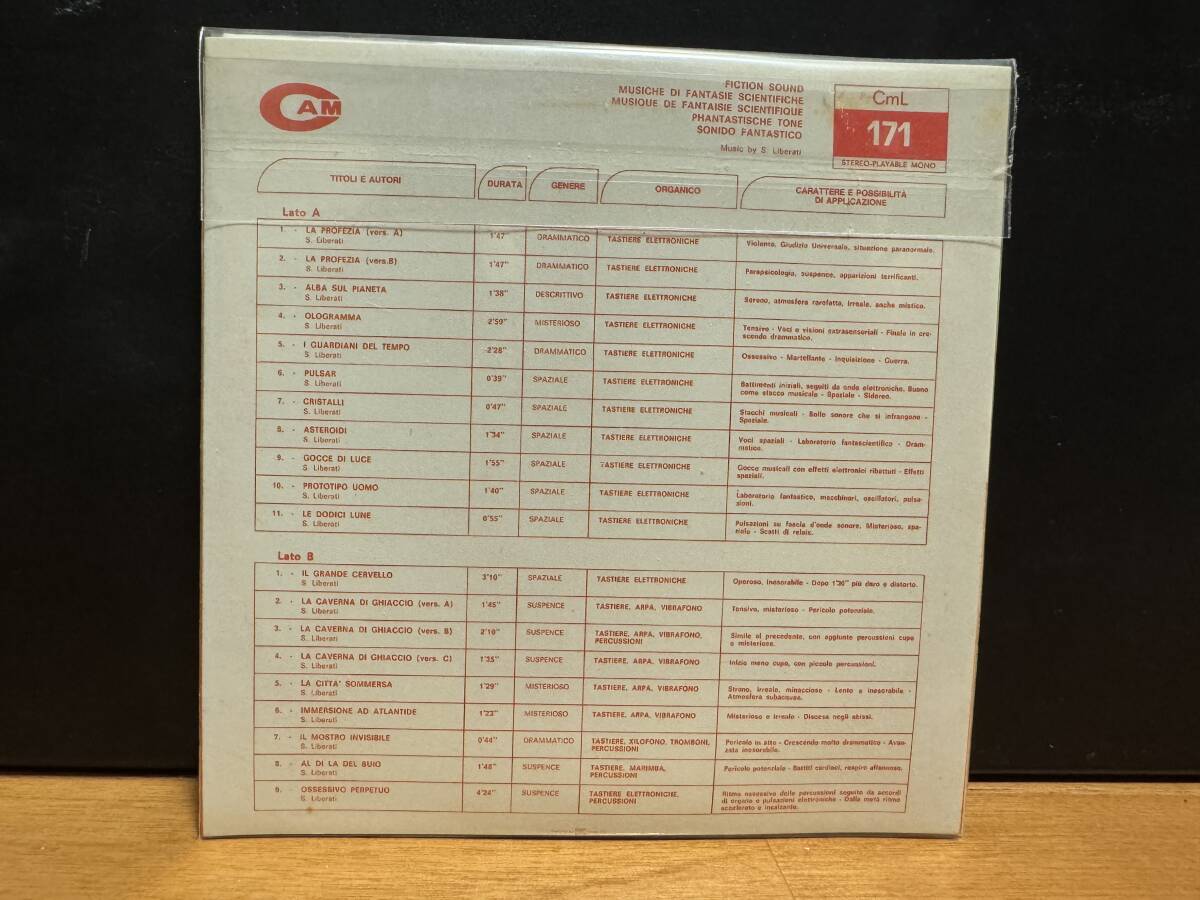 CAM
FICTION SOUND
MUSICHE DI FANTASIE SCIENTIFICHE
MUSIQUE DE FANTAISIE SCIENTIFIQUE
PHANTASTISCHE TONE
SONIDO FANTASTICO
Music by S. Liberati
CmL
171
STEREO-PLAYABLE MONO
TITOLI E AUTORI DURATA GENERE ORGANICO CARATTERE E POSSIBILITÀ
DI APPLICAZIONE
Lato A
1. - LA PROFEZIA (vers. A) 1'47 DRAMMATICO TASTIERE ELETTRONICHE Violento, Giudizio Universale, situazione paranormale.
S. Liberati
2. - LA PROFEZIA (vers.B) 1'47" DRAMMATICO TASTIERE ELETTRONICHE Parapsicologia, suspence, apparizioni terrificanti.
S. Liberati
3. - ALBA SUL PIANETA 1'38" DESCRITTIVO TASTIERE ELETTRONICHE Sereno, atmosfera rarefatta, irreale, anche mistico.
S. Liberati
4. - OLOGRAMMA 2'59" MISTERIOSO TASTIERE ELETTRONICHE Tensivo - Voci e visioni extrasensoriali - Finale in cre-
S. Liberati scendo drammatico.
5. - I GUARDIANI DEL TEMPO 2'28" DRAMMATICO TASTIERE ELETTRONICHE Ossessivo - Martellante - Inquisizione - Guerra.
S. Liberati
6. - PULSAR 0'39" SPAZIALE TASTIERE ELETTRONICHE Battimenti iniziali, seguiti da onde elettroniche. Buono
S. Liberati come stacco musicale - Spaziale - Sidereo.
7. - CRISTALLI 0'47" SPAZIALE TASTIERE ELETTRONICHE Stacchi musicali - Bolle sonore che si infrangono -
S. Liberati Spaziale.
8. - ASTEROIDI 1'34" SPAZIALE TASTIERE ELETTRONICHE Voci spaziali - Laboratorio fantascientifico - Dram-
S. Liberati matico.
9. - GOCCE DI LUCE 1'55" SPAZIALE TASTIERE ELETTRONICHE Gocce musicali con effetti elettronici ribattuti - Effetti
S. Liberati spaziali.
10. - PROTOTIPO UOMO 1'40" SPAZIALE TASTIERE ELETTRONICHE Laboratorio fantastico, macchinari, oscillatori, pulsa-
S. Liberati zioni.
11. - LE DODICI LUNE 0'55" SPAZIALE TASTIERE ELETTRONICHE Pulsazioni su fascia d'onde sonore. Misterioso, spa-
S. Liberati ziale - Scatti di relais.
Lato B
1. - IL GRANDE CERVELLO 3'10" SPAZIALE TASTIERE ELETTRONICHE Operoso, inesorabile - Dopo 1'30" più duro e distorto.
S. Liberati
2. - LA CAVERNA DI GHIACCIO (vers. A) 1'45" SUSPENCE TASTIERE, ARPA, VIBRAFONO Tensivo, misterioso - Pericolo potenziale.
S. Liberati
3. - LA CAVERNA DI GHIACCIO (vers. B) 2'10" SUSPENCE TASTIERE, ARPA, VIBRAFONO, Simile al precedente, con aggiunte percussioni cupo
S. Liberati PERCUSSIONI e misterioso.
4. - LA CAVERNA DI GHIACCIO (vers. C) 1'35" SUSPENCE TASTIERE, ARPA, VIBRAFONO Inizio meno cupo, con piccole percussioni.
S. Liberati
5. - LA CITTA' SOMMERSA 1'29" MISTERIOSO TASTIERE, ARPA, VIBRAFONO Strano, irreale, minaccioso - Lento e inesorabile -
S. Liberati Atmosfera subacquea.
6. - IMMERSIONE AD ATLANTIDE 1'23" MISTERIOSO TASTIERE, ARPA, VIBRAFONO Misterioso e irreale - Discesa negli abissi.
S. Liberati
7. - IL MOSTRO INVISIBILE 0'44" DRAMMATICO TASTIERE, XILOFONO, TROMBONI, Pericolo in atto - Crescendo molto drammatico - Avan-
S. Liberati PERCUSSIONI zata inesorabile.
8. - AL DI LA DEL BUIO 1'48" SUSPENCE TASTIERE, MARIMBA, Pericolo potenziale - Battiti cardiaci, respiro affannoso.
S. Liberati PERCUSSIONI
9. - OSSESSIVO PERPETUO 4'24" SUSPENCE TASTIERE ELETTRONICHE, Ritmo ossessivo delle percussioni seguito da accordi
S. Liberati PERCUSSIONI di organo e pulsazioni elettroniche - Dalla metà ritmo
accelerato e incalzante.